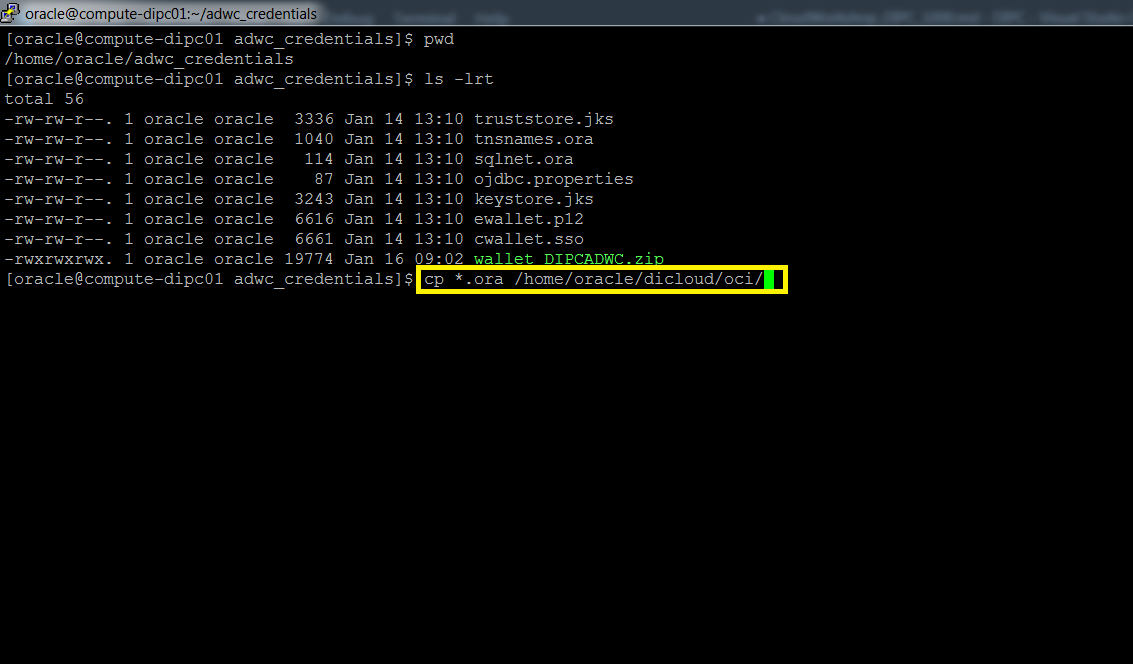 oracle@compute-dipc01:~/adwc_credentials
[oracle@compute-dipc01 adwc_credentials]$ pwd
/home/oracle/adwc_credentials
[oracle@compute-dipc01 adwc_credentials]$ ls -lrt
total 56
-rw-rw-r--. 1 oracle oracle  3336 Jan 14 13:10 truststore.jks
-rw-rw-r--. 1 oracle oracle  1040 Jan 14 13:10 tnsnames.ora
-rw-rw-r--. 1 oracle oracle   114 Jan 14 13:10 sqlnet.ora
-rw-rw-r--. 1 oracle oracle    87 Jan 14 13:10 ojdbc.properties
-rw-rw-r--. 1 oracle oracle  3243 Jan 14 13:10 keystore.jks
-rw-rw-r--. 1 oracle oracle  6616 Jan 14 13:10 ewallet.p12
-rw-rw-r--. 1 oracle oracle  6661 Jan 14 13:10 cwallet.sso
-rwxrwxrwx. 1 oracle oracle 19774 Jan 16 09:02 wallet_DIPCADWC.zip
[oracle@compute-dipc01 adwc_credentials]$ cp *.ora /home/oracle/dicloud/oci/